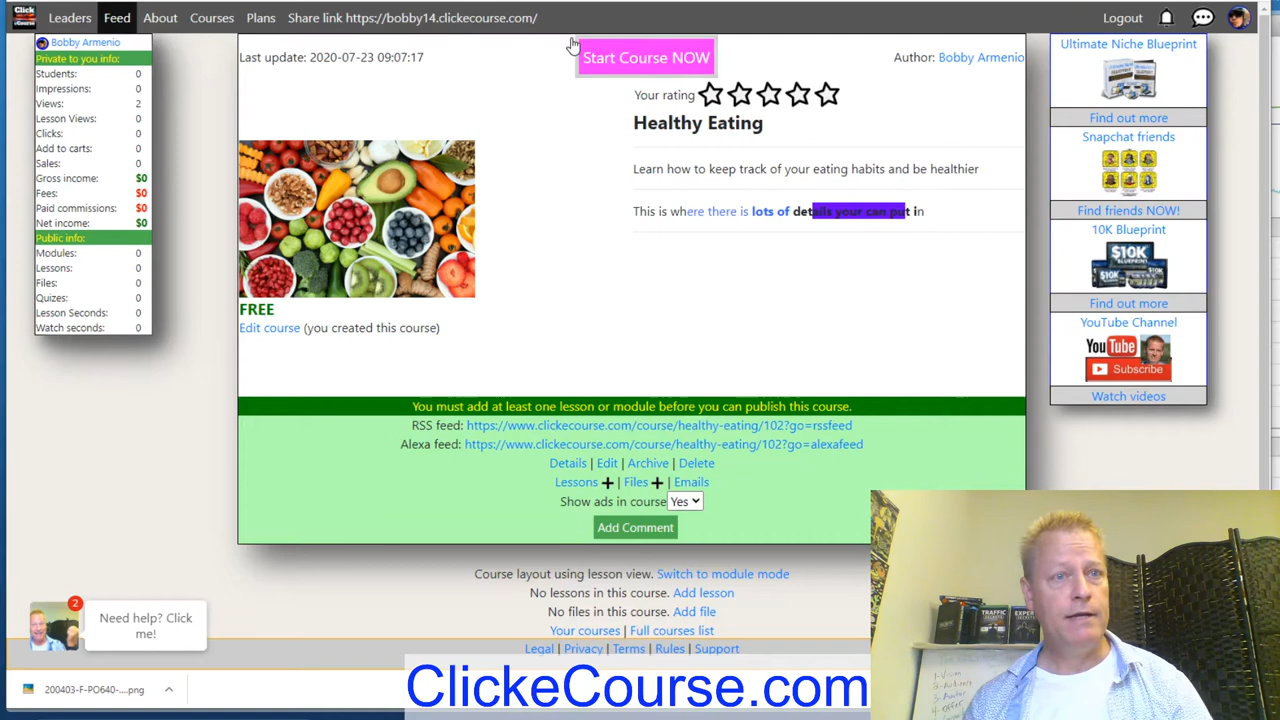 Click
eCourse
Leaders Feed About Courses Plans Share link https://bobby14.clickecourse.com/ Logout
Bobby Armenio
Private to you info:
Students: 0
Impressions: 0
Views: 2
Lesson Views: 0
Clicks: 0
Add to carts: 0
Sales: 0
Gross income: $0
Fees: $0
Paid commissions: $0
Net income: $0
Public info:
Modules: 0
Lessons: 0
Files: 0
Quizes: 0
Lesson Seconds: 0
Watch seconds: 0
Last update: 2020-07-23 09:07:17
Start Course NOW
Author: Bobby Armenio
Your rating
Healthy Eating
Learn how to keep track of your eating habits and be healthier
This is where there is lots of details your can put in
FREE
Edit course (you created this course)
You must add at least one lesson or module before you can publish this course.
RSS feed: https://www.clickecourse.com/course/healthy-eating/102?go=rssfeed
Alexa feed: https://www.clickecourse.com/course/healthy-eating/102?go=alexafeed
Details | Edit | Archive | Delete
Lessons + | Files + | Emails
Show ads in course Yes
Add Comment
Course layout using lesson view. Switch to module mode
No lessons in this course. Add lesson
No files in this course. Add file
Your courses | Full courses list
Legal | Privacy | Terms | Rules | Support
Ultimate Niche Blueprint
Find out more
Snapchat friends
Find friends NOW!
10K Blueprint
$10K
BLUEPRINT
Find out more
YouTube Channel
YouTube
Subscribe
Watch videos
2
Need help? Click
me!
200403-F-PO640-....png
TRAFFIC
SECRETS
EXPERT
SECRETS
ClickeCourse.com